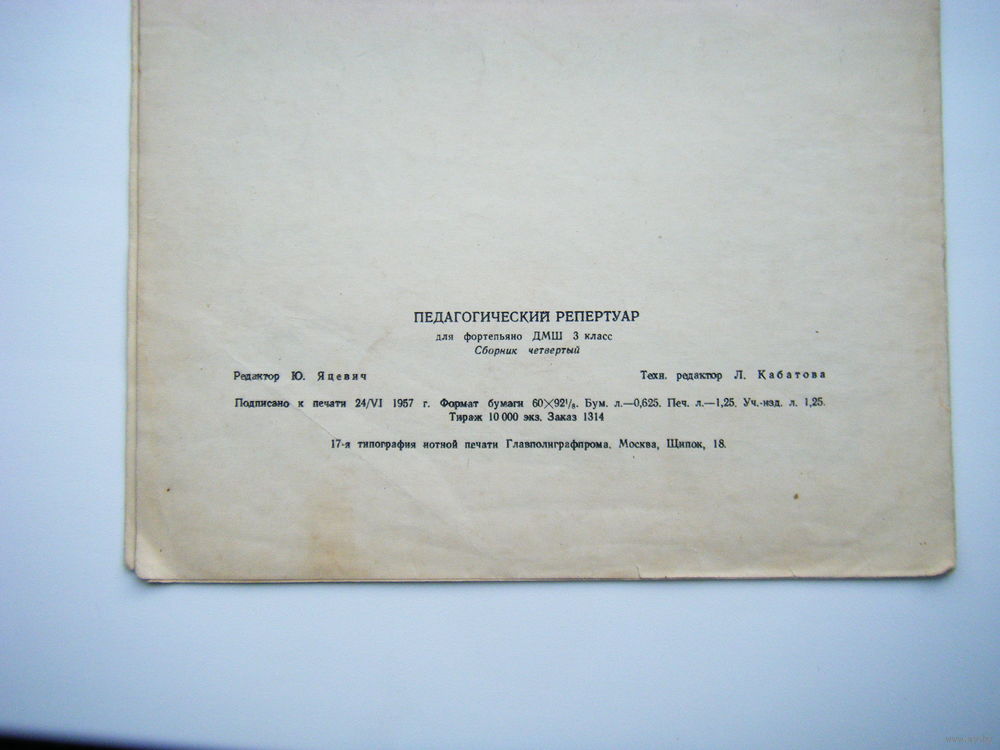 ПЕДАГОГИЧЕСКИЙ РЕПЕРТУАР
для фортепьяно ДМШ 3 класс
Сборник четвертый
Редактор Ю. Яцевич Техн. редактор Л. Кабатова
Подписано к печати 24/VI 1957 г. Формат бумаги 60×92¹/₈. Бум. л.—0,625. Печ. л.—1,25. Уч.-изд. л. 1,25.
Тираж 10 000 экз. Заказ 1314
17-я типография нотной печати Главполиграфпрома. Москва, Щипок, 18.